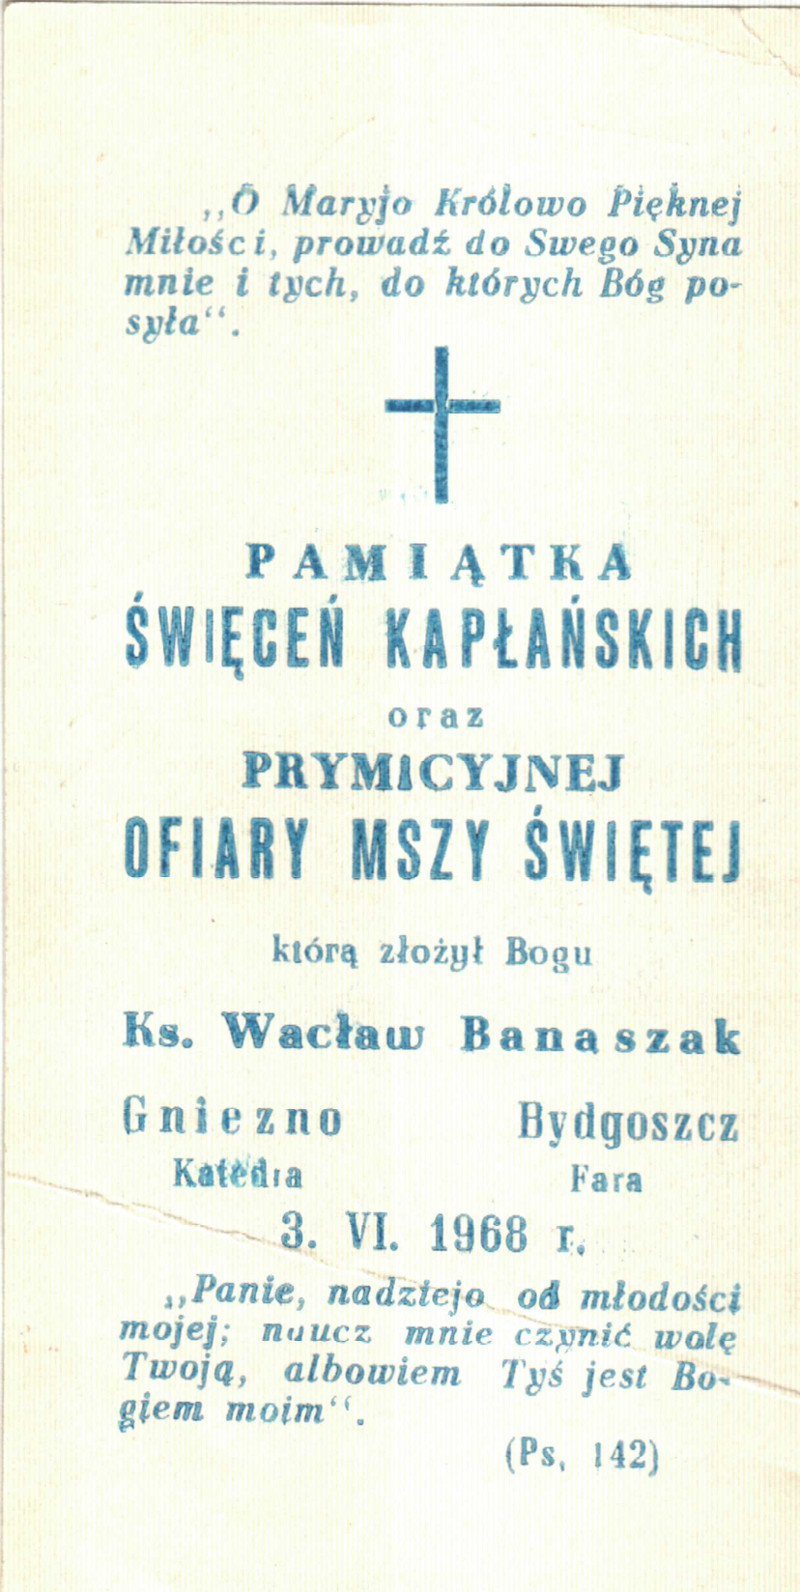 „O Maryjo Królowo Pięknej
Miłości, prowadź do Swego Syna
mnie i tych, do których Bóg po-
syła“.
PAMIĄTKA
ŚWIĘCEŃ KAPŁAŃSKICH
oraz
PRYMICYJNEJ
OFIARY MSZY ŚWIĘTEJ
którą złożył Bogu
Ks. Wacław Banaszak
Gniezno Bydgoszcz
Katedra Fara
3. VI. 1968 r.
„Panie, nadziejo od młodości
mojej; naucz mnie czynić wolę
Twoją, albowiem Tyś jest Bo-
giem moim“.
(Ps. 142)